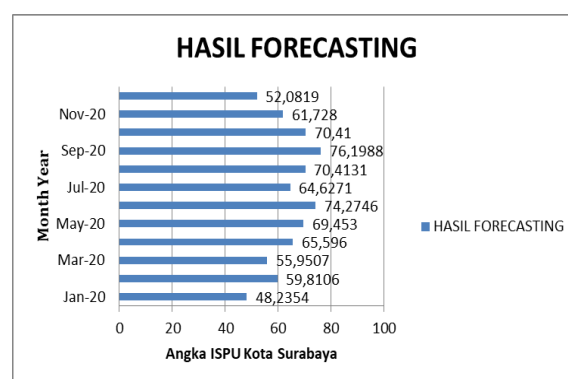 HASIL FORECASTING
52,0819
Nov-20
61,728
70,41
Sep-20
76,1988
70,4131
Jul-20
64,6271
74,2746
May-20
69,453
65,596
Mar-20
55,9507
59,8106
Jan-20
48,2354
0 20 40 60 80 100
Month Year
Angka ISPU Kota Surabaya
HASIL FORECASTING